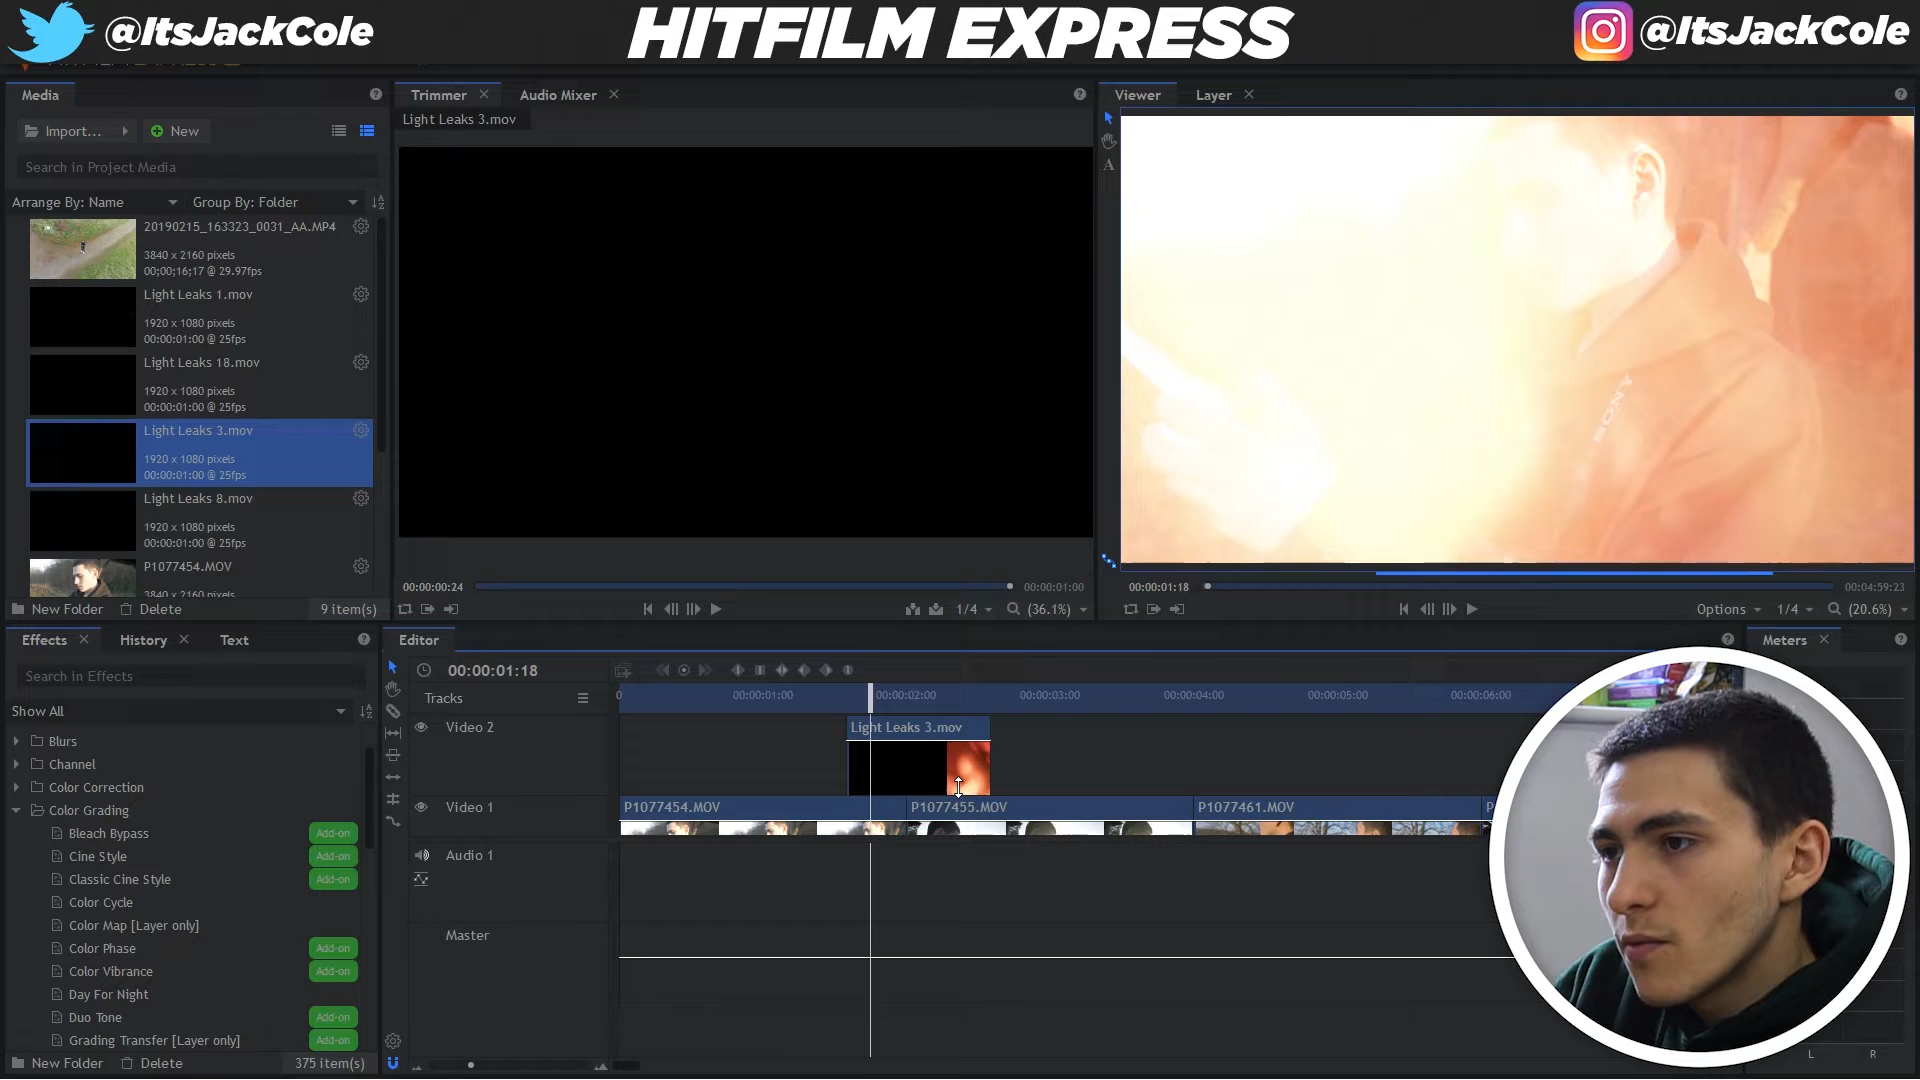 @ItsJackCole
HITFILM EXPRESS
@ItsJackCole
Media
Import...
New
Search in Project Media
Arrange By: Name
Group By: Folder
20190215_163323_0031_AA.MP4
3840 x 2160 pixels
00;00;16;17 @ 29.97fps
Light Leaks 1.mov
1920 x 1080 pixels
00:00:01:00 @ 25fps
Light Leaks 18.mov
1920 x 1080 pixels
00:00:01:00 @ 25fps
Light Leaks 3.mov
1920 x 1080 pixels
00:00:01:00 @ 25fps
Light Leaks 8.mov
1920 x 1080 pixels
00:00:01:00 @ 25fps
P1077454.MOV
3840 x 2160 pixels
New Folder
Delete
9 item(s)
Trimmer
Audio Mixer
Light Leaks 3.mov
00:00:00:24
00:00:01:00
1/4
(36.1%)
Viewer
Layer
A
SONY
00:00:01:18
00:04:59:23
Options
1/4
(20.6%)
Effects
History
Text
Search in Effects
Show All
Blurs
Channel
Color Correction
Color Grading
Bleach Bypass Add-on
Cine Style Add-on
Classic Cine Style Add-on
Color Cycle
Color Map [Layer only]
Color Phase Add-on
Color Vibrance Add-on
Day For Night
Duo Tone Add-on
Grading Transfer [Layer only] Add-on
New Folder
Delete
375 item(s)
Editor
00:00:01:18
Tracks
0
00:00:01:00
00:00:02:00
00:00:03:00
00:00:04:00
00:00:05:00
00:00:06:00
Video 2
Light Leaks 3.mov
Video 1
P1077454.MOV
P1077455.MOV
P1077461.MOV
P
Audio 1
Master
Meters
L
R